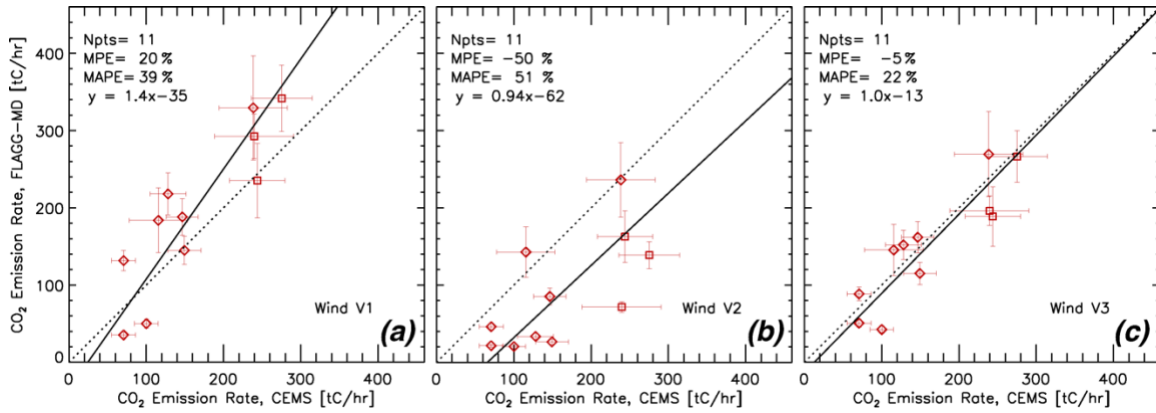 CO2 Emission Rate, FLAGG-MD [tC/hr]
400
300
200
100
0
Npts= 11
MPE= 20 %
MAPE= 39 %
y = 1.4x-35
Wind V1
(a)
0 100 200 300 400
CO2 Emission Rate, CEMS [tC/hr]
Npts= 11
MPE= -50 %
MAPE= 51 %
y = 0.94x-62
Wind V2
(b)
0 100 200 300 400
CO2 Emission Rate, CEMS [tC/hr]
Npts= 11
MPE= -5%
MAPE= 22 %
y = 1.0x-13
Wind V3
(c)
0 100 200 300 400
CO2 Emission Rate, CEMS [tC/hr]